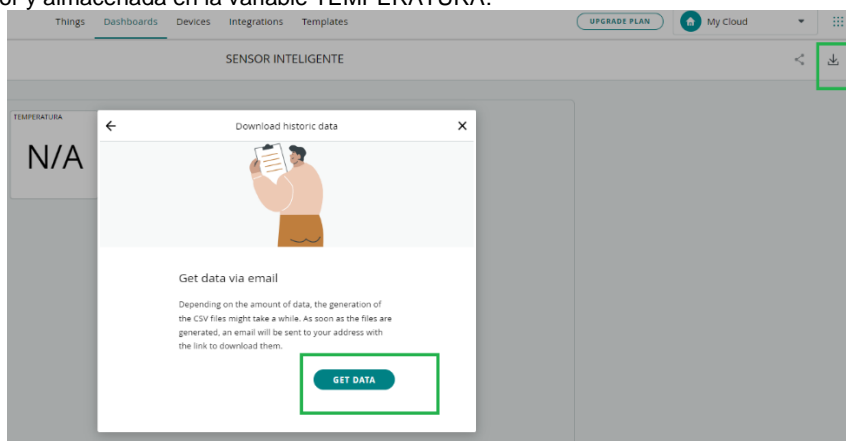 or y almacenada en la variable TEMPERATURA.
Things Dashboards Devices Integrations Templates UPGRADE PLAN My Cloud
SENSOR INTELIGENTE
TEMPERATURA
N/A
Download historic data
Get data via email
Depending on the amount of data, the generation of
the CSV files might take a while. As soon as the files are
generated, an email will be sent to your address with
the link to download them.
GET DATA